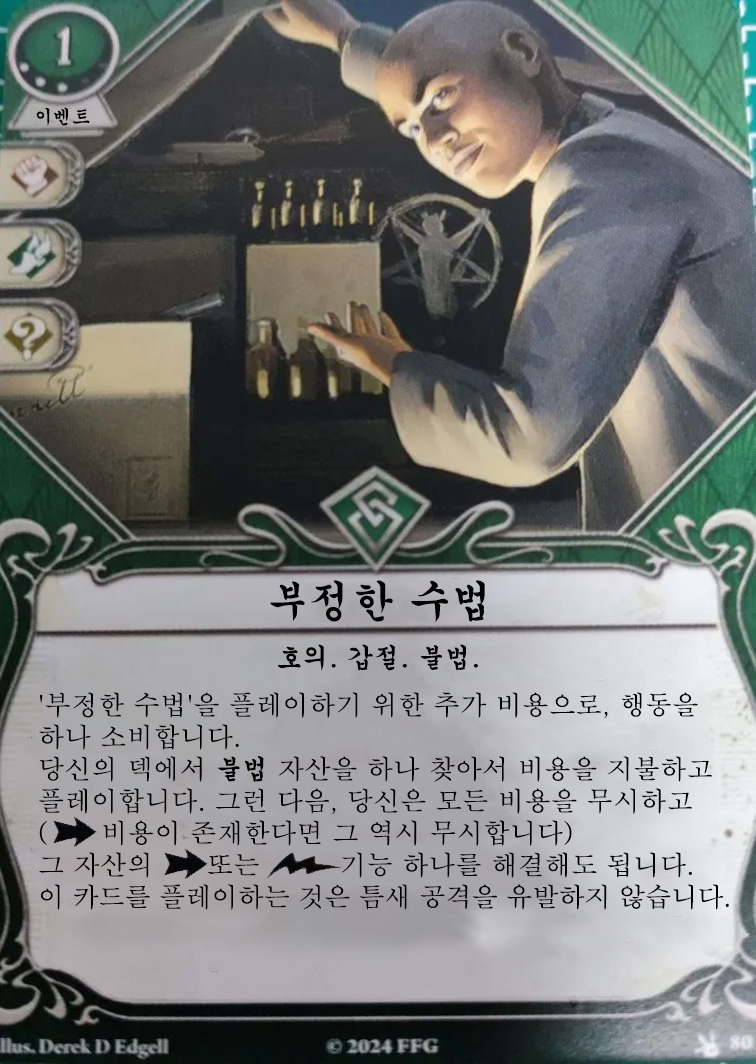 1
이벤트
부정한 수법
호의. 갑절. 불법.
'부정한 수법'을 플레이하기 위한 추가 비용으로, 행동을
하나 소비합니다.
당신의 덱에서 불법 자산을 하나 찾아서 비용을 지불하고
플레이합니다. 그런 다음, 당신은 모든 비용을 무시하고
( 비용이 존재한다면 그 역시 무시합니다)
그 자산의 또는 기능 하나를 해결해도 됩니다.
이 카드를 플레이하는 것은 틈새 공격을 유발하지 않습니다.
llus. Derek D Edgell
© 2024 FFG